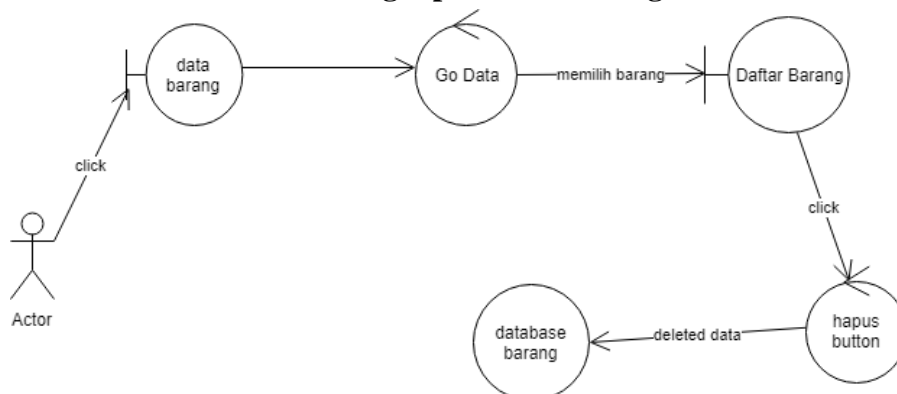 data
barang
Go Data
memilih barang
Daftar Barang
click
click
Actor
database
barang
deleted data
hapus
button